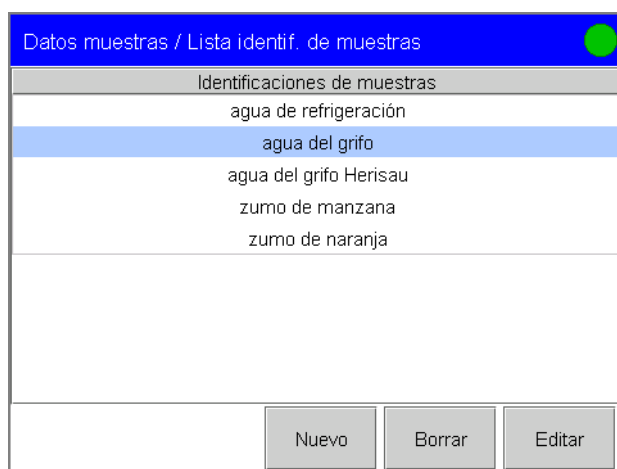 Datos muestras / Lista identif. de muestras
Identificaciones de muestras
agua de refrigeración
agua del grifo
agua del grifo Herisau
zumo de manzana
zumo de naranja
Nuevo Borrar Editar